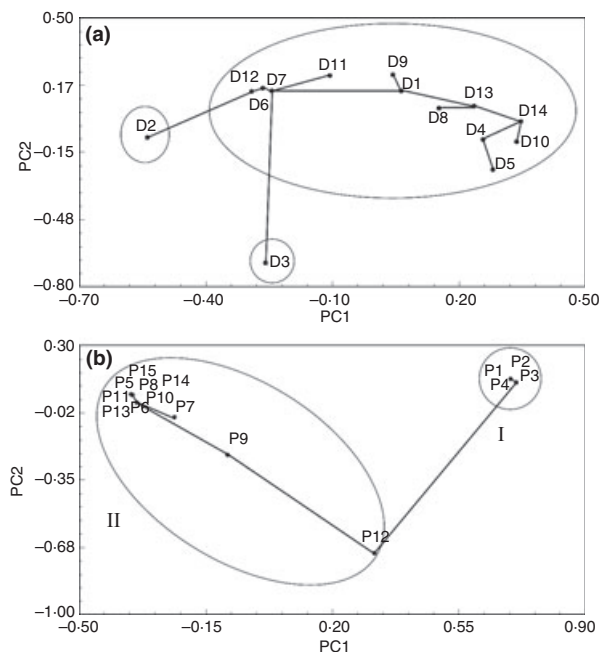 (a)
0·50
0·17
−0·15
−0·48
−0·80
PC2
D9
D11
D7
D12
D6
D1
D13
D8
D14
D4
D10
D5
D2
D3
−0·70 −0·40 −0·10 0·20 0·50
PC1
(b)
0·30
−0·02
−0·35
−0·68
−1·00
PC2
P15
P5 P8 P14
P11 P10
P13 P6 P7
P9
P12
P1 P2
P4 P3
I
II
−0·50 −0·15 0·20 0·55 0·90
PC1